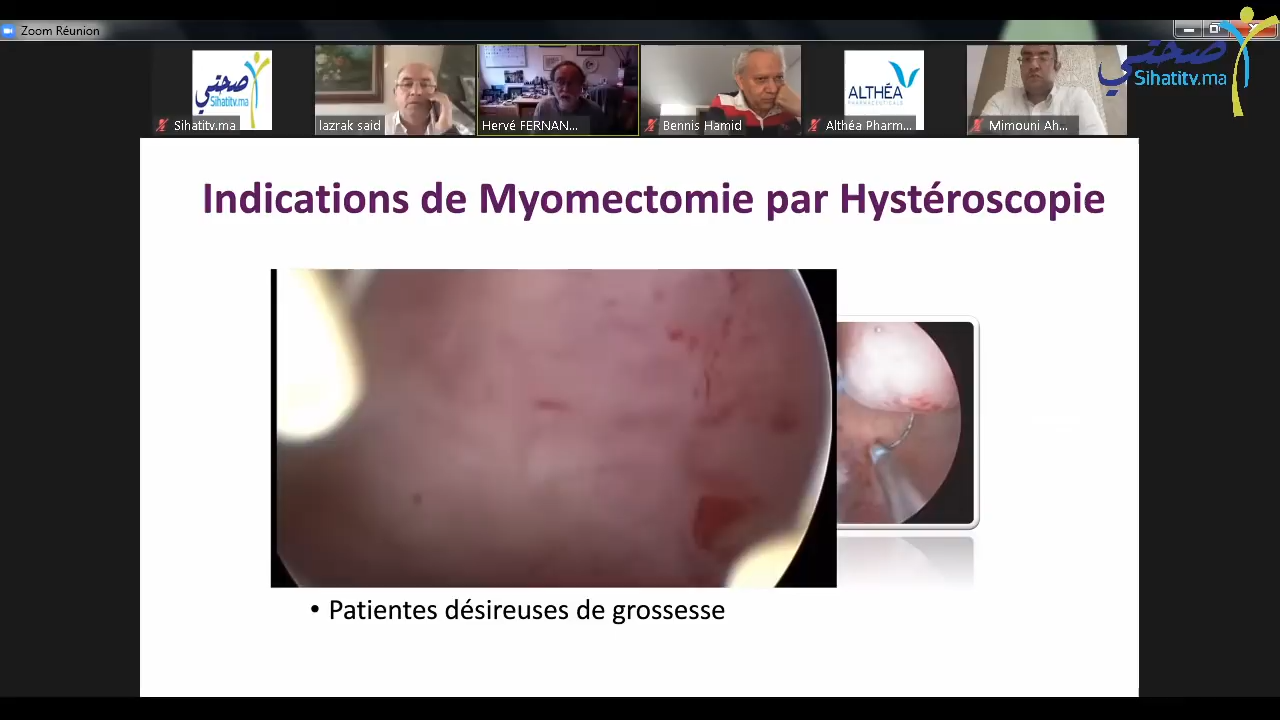 Zoom Réunion
صحتي
Sihatitv.ma
صحتي
Sihatitv.ma
ALTHÉA
PHARMACEUTICALS
Sihatitv.ma
lazrak said
Hervé FERNAN...
Bennis Hamid
Althéa Pharm...
Mimouni Ah...
Indications de Myomectomie par Hystéroscopie
• Patientes désireuses de grossesse